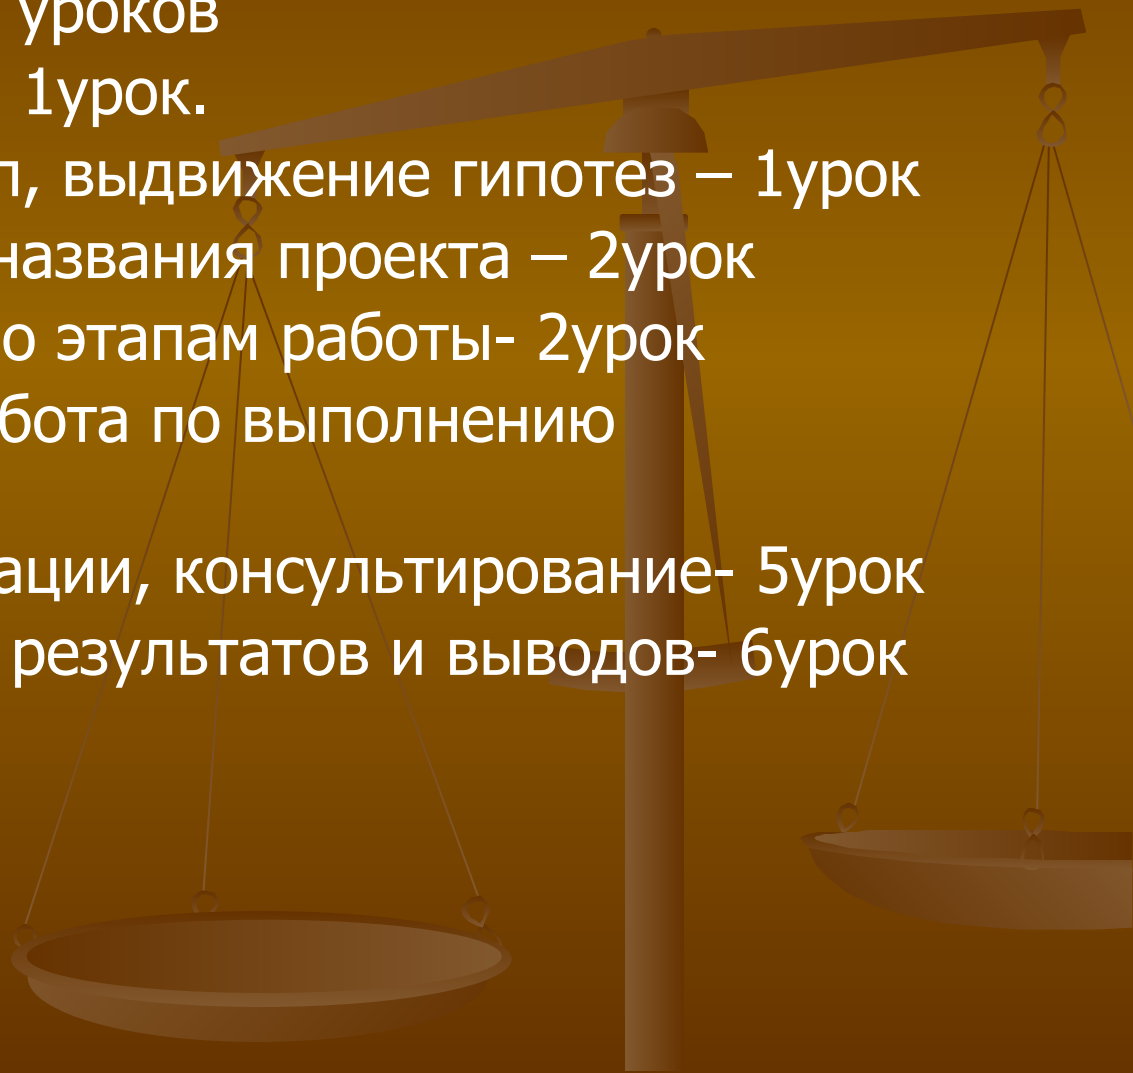 уроков
1урок.
п, выдвижение гипотез – 1урок
названия проекта – 2урок
о этапам работы- 2урок
бота по выполнению
ации, консультирование- 5урок
результатов и выводов- 6урок